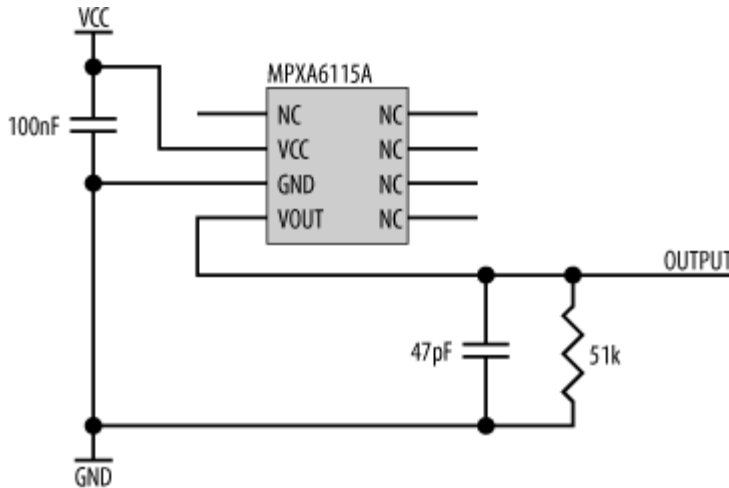 VCC
MPXA6115A
100nF
NC NC
VCC NC
GND NC
VOUT NC
OUTPUT
47pF 51k
GND